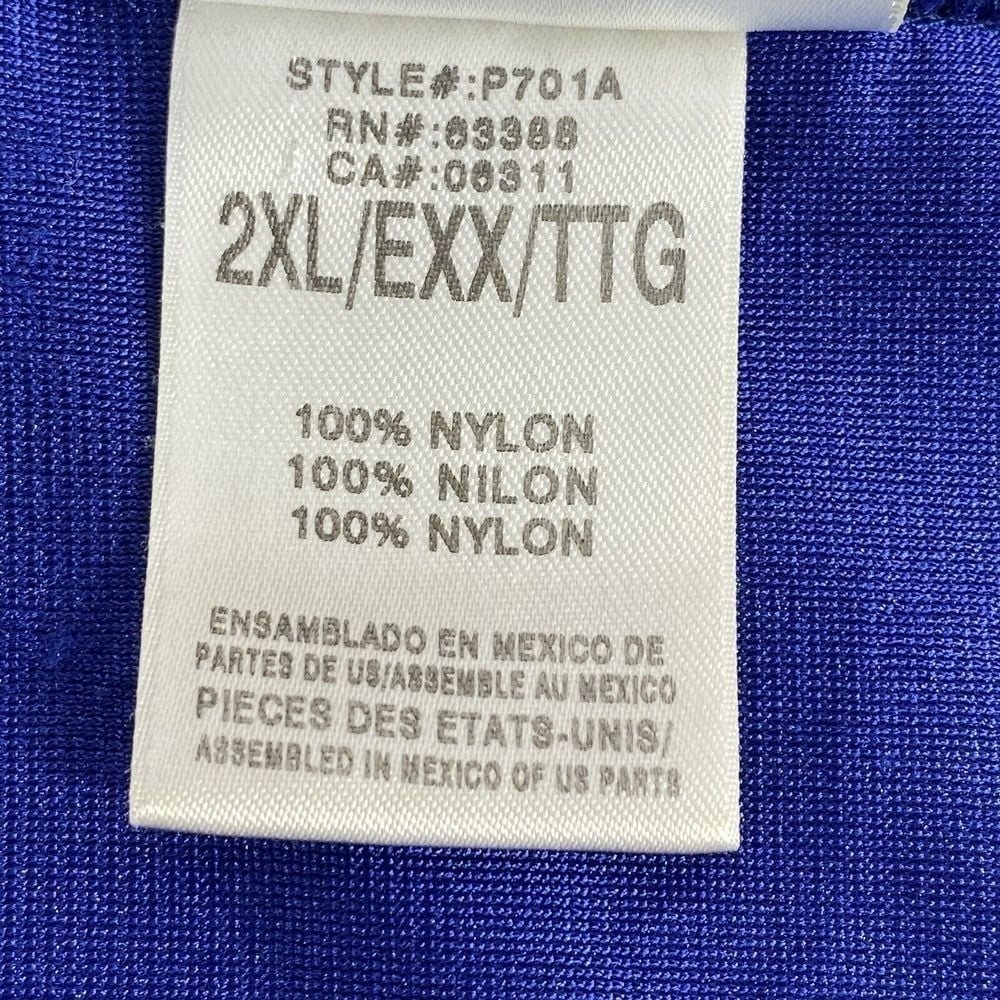 STYLE#:P701A
RN#:63388
CA#:06311
2XL/EXX/TTG
100% NYLON
100% NILON
100% NYLON
ENSAMBLADO EN MEXICO DE
PARTES DE US/ASSEMBLE AU MEXICO
PIECES DES ETATS-UNIS/
ASSEMBLED IN MEXICO OF US PARTS